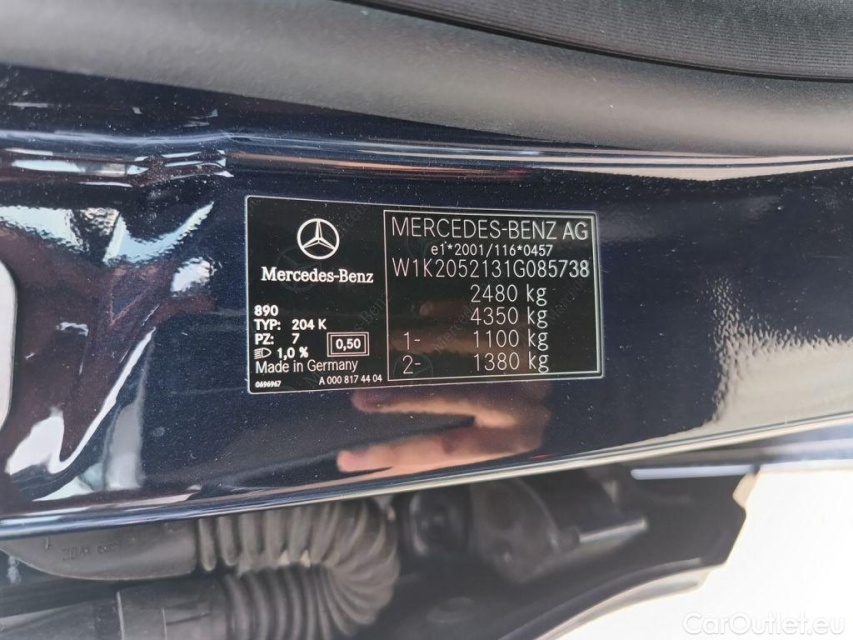 MERCEDES-BENZ AG
e1*2001/116*0457
W1K2052131G085738
2480 kg
4350 kg
1- 1100 kg
2- 1380 kg
Mercedes-Benz
890
TYP: 204 K
PZ: 7
0,50
1,0 %
Made in Germany
0696967
A 000 817 44 04
CarOutlet.eu